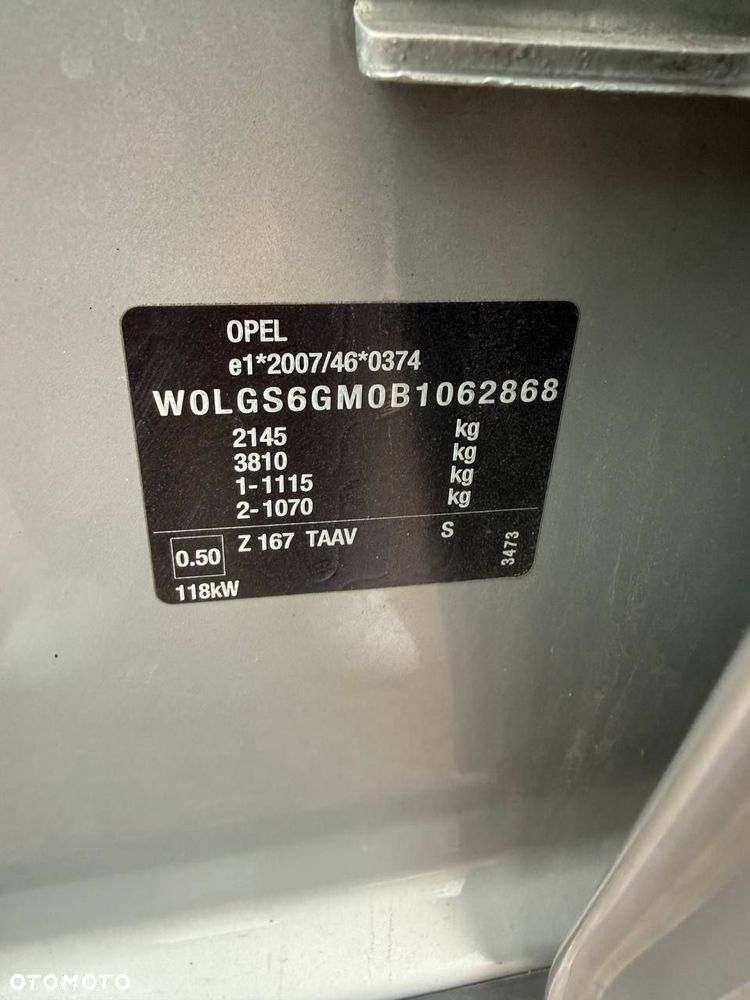 OPEL
e1*2007/46*0374
W0LGS6GM0B1062868
2145 kg
3810 kg
1-1115 kg
2-1070 kg
0.50 Z 167 TAAV S
3473
118kW
OTOMOTO